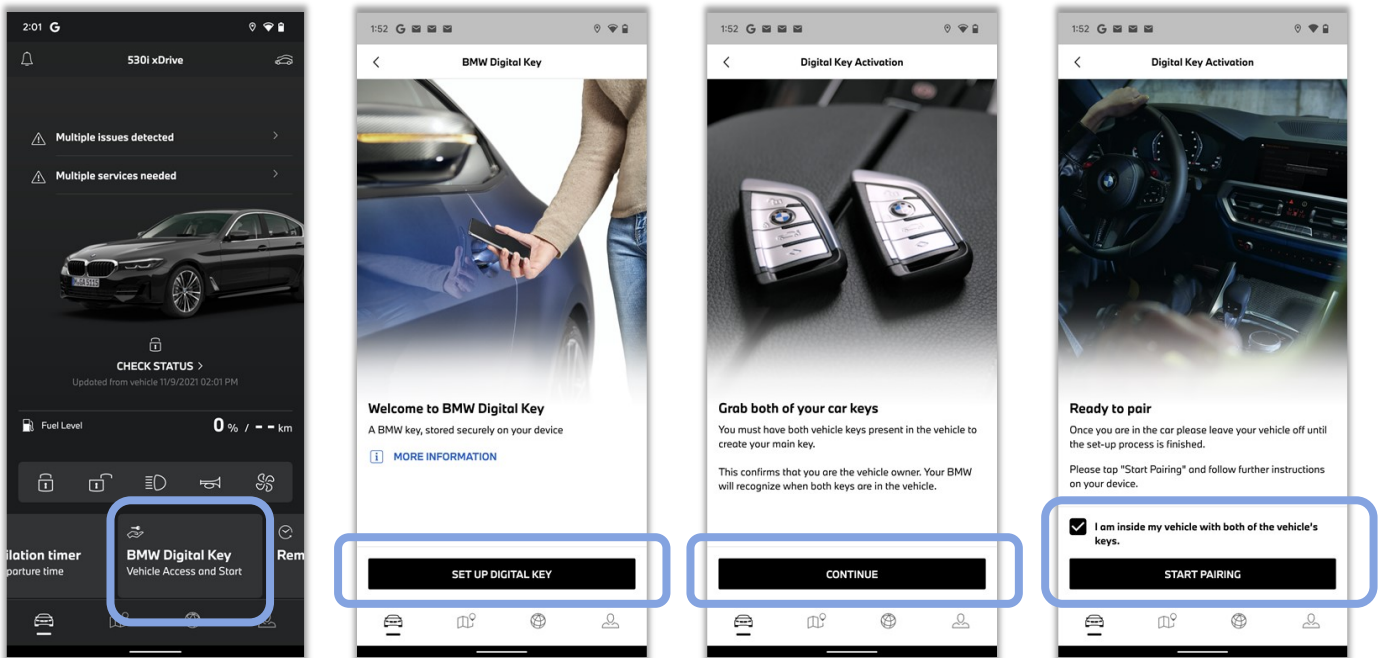 2:01 G
530i xDrive
Multiple issues detected
Multiple services needed
CHECK STATUS >
Updated from vehicle 11/9/2021 02:01 PM
Fuel Level
0 % / – – km
ilation timer
parture time
BMW Digital Key
Vehicle Access and Start
Rem
1:52 G
BMW Digital Key
Welcome to BMW Digital Key
A BMW key, stored securely on your device
i MORE INFORMATION
SET UP DIGITAL KEY
1:52 G
Digital Key Activation
Grab both of your car keys
You must have both vehicle keys present in the vehicle to
create your main key.
This confirms that you are the vehicle owner. Your BMW
will recognize when both keys are in the vehicle.
CONTINUE
1:52 G
Digital Key Activation
Ready to pair
Once you are in the car please leave your vehicle off until
the set-up process is finished.
Please tap "Start Pairing" and follow further instructions
on your device.
I am inside my vehicle with both of the vehicle's
keys.
START PAIRING